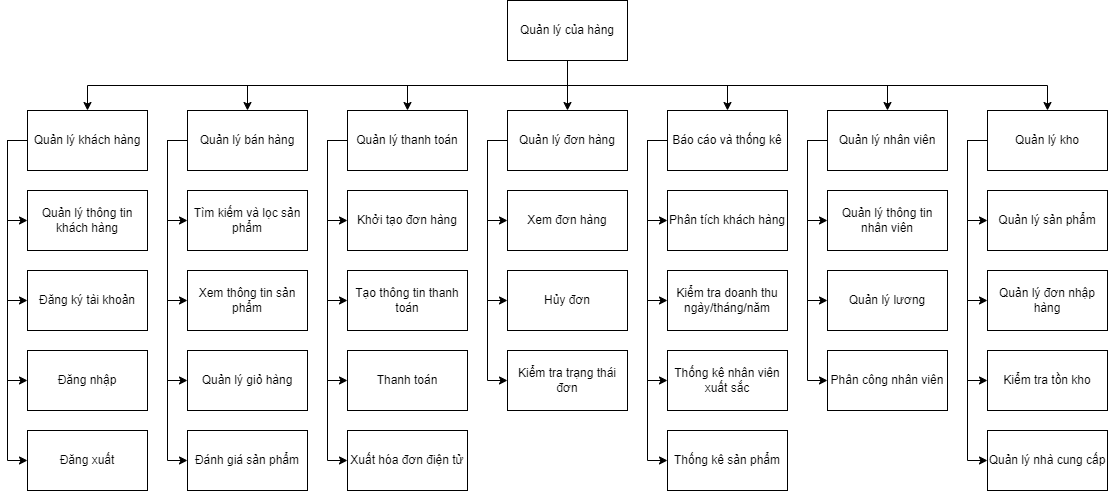 Quản lý của hàng
Quản lý khách hàng
Quản lý bán hàng
Quản lý thanh toán
Quản lý đơn hàng
Báo cáo và thống kê
Quản lý nhân viên
Quản lý kho
Quản lý thông tin
khách hàng
Tìm kiếm và lọc sản
phẩm
Khởi tạo đơn hàng
Xem đơn hàng
Phân tích khách hàng
Quản lý thông tin
nhân viên
Quản lý sản phẩm
Đăng ký tài khoản
Xem thông tin sản
phẩm
Tạo thông tin thanh
toán
Hủy đơn
Kiểm tra doanh thu
ngày/tháng/năm
Quản lý lương
Quản lý đơn nhập
hàng
Đăng nhập
Quản lý giỏ hàng
Thanh toán
Kiểm tra trạng thái
đơn
Thống kê nhân viên
xuất sắc
Phân công nhân viên
Kiểm tra tồn kho
Đăng xuất
Đánh giá sản phẩm
Xuất hóa đơn điện tử
Thống kê sản phẩm
Quản lý nhà cung cấp